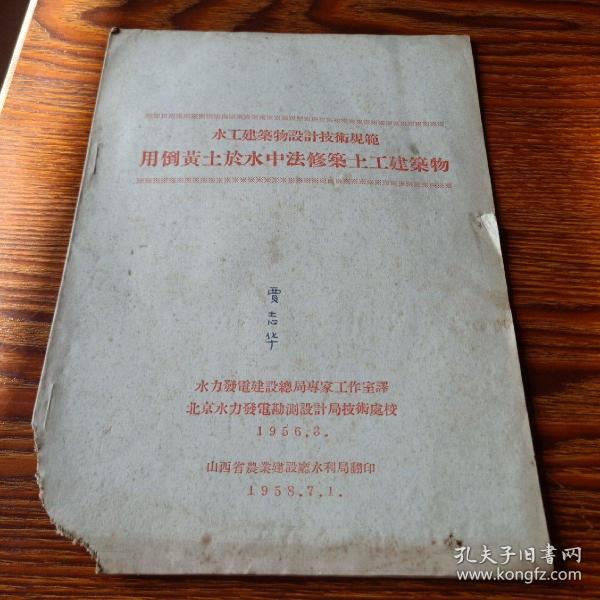 水工建築物設計技術規範
用倒黃土於水中法修築土工建築物
賈志华
水力發電建設總局專家工作室譯
北京水力發電勘測設計局技術處校
1956.8.
山西省農業建設廳水利局翻印
1958.7.1.
孔夫子旧书网
www.kongfz.com